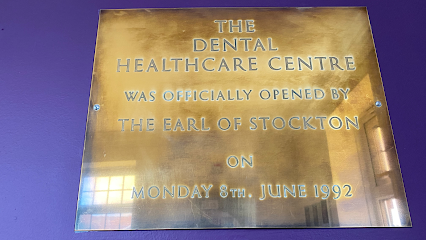 THE
DENTAL
HEALTHCARE CENTRE
WAS OFFICIALLY OPENED BY
THE EARL OF STOCKTON
ON
MONDAY 8TH. JUNE 1992